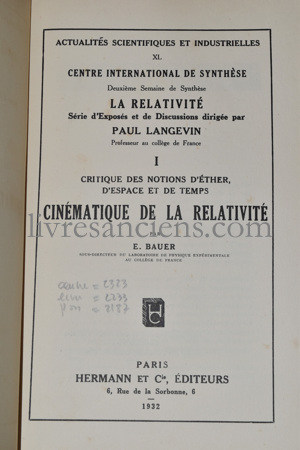 ACTUALITÉS SCIENTIFIQUES ET INDUSTRIELLES
XL
CENTRE INTERNATIONAL DE SYNTHÈSE
Deuxième Semaine de Synthèse
LA RELATIVITÉ
Série d'Exposés et de Discussions dirigée par
PAUL LANGEVIN
Professeur au collège de France
I
CRITIQUE DES NOTIONS D'ÉTHER,
D'ESPACE ET DE TEMPS
CINÉMATIQUE DE LA RELATIVITÉ
livresanciens.com
E. BAUER
SOUS-DIRECTEUR DU LABORATOIRE DE PHYSIQUE EXPÉRIMENTALE
DU COLLÈGE DE FRANCE
H C
PARIS
HERMANN ET Cie, ÉDITEURS
6, Rue de la Sorbonne, 6
1932